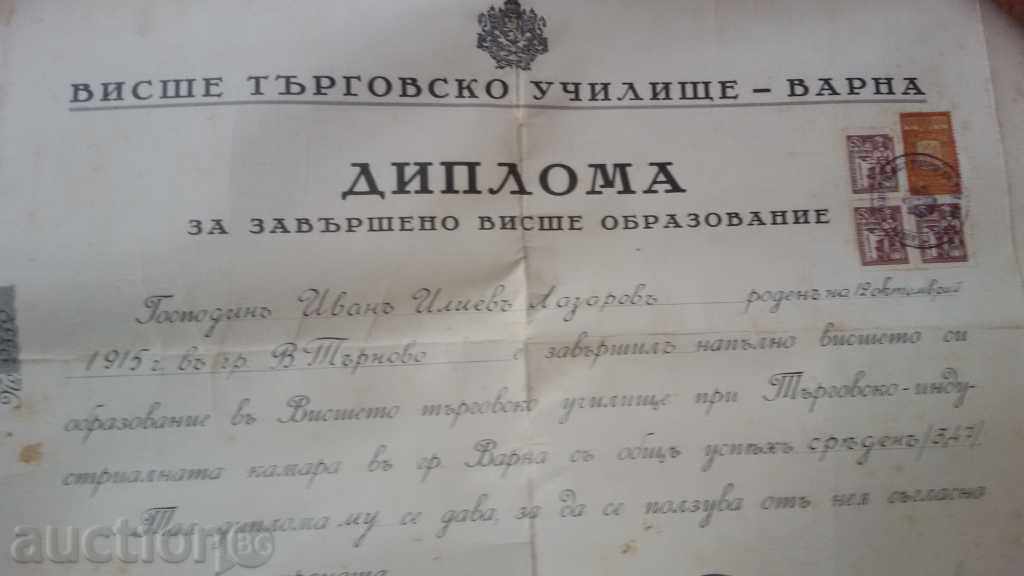 ВИСШЕ ТЪРГОВСКО УЧИЛИЩЕ – ВАРНА
ДИПЛОМА
ЗА ЗАВЪРШЕНО ВИСШЕ ОБРАЗОВАНИЕ
Господинъ Иванъ Илиевъ Лазаровъ роденъ на 12 октомврий
1915 г. въ гр. В Търново е завършилъ напълно висшето си
образование въ Висшето търговско училище при Търговско-инду-
стриалната камара въ гр. Варна съ общъ успѣхъ срѣденъ /3,47/.
Тая диплома му се дава, за да се ползува отъ нея съгласно
auction.BG